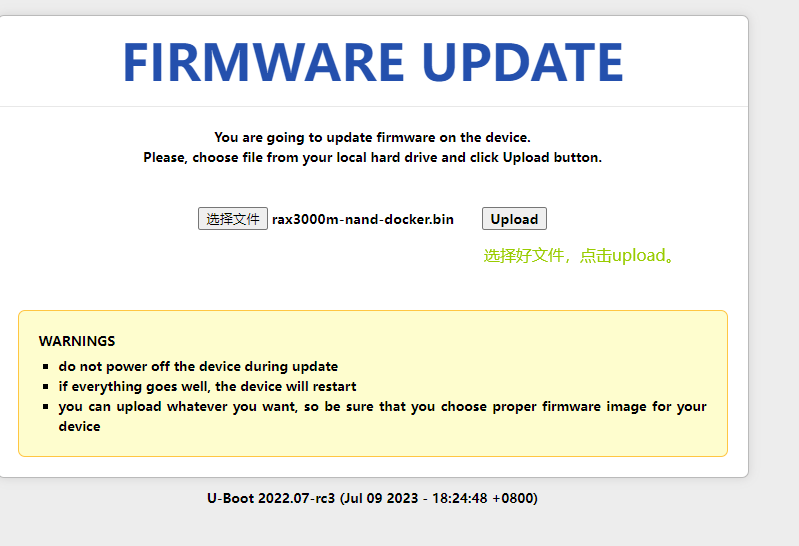 FIRMWARE UPDATE
You are going to update firmware on the device.
Please, choose file from your local hard drive and click Upload button.
选择文件 rax3000m-nand-docker.bin Upload
选择好文件，点击upload。
WARNINGS
do not power off the device during update
if everything goes well, the device will restart
you can upload whatever you want, so be sure that you choose proper firmware image for your
device
U-Boot 2022.07-rc3 (Jul 09 2023 - 18:24:48 +0800)